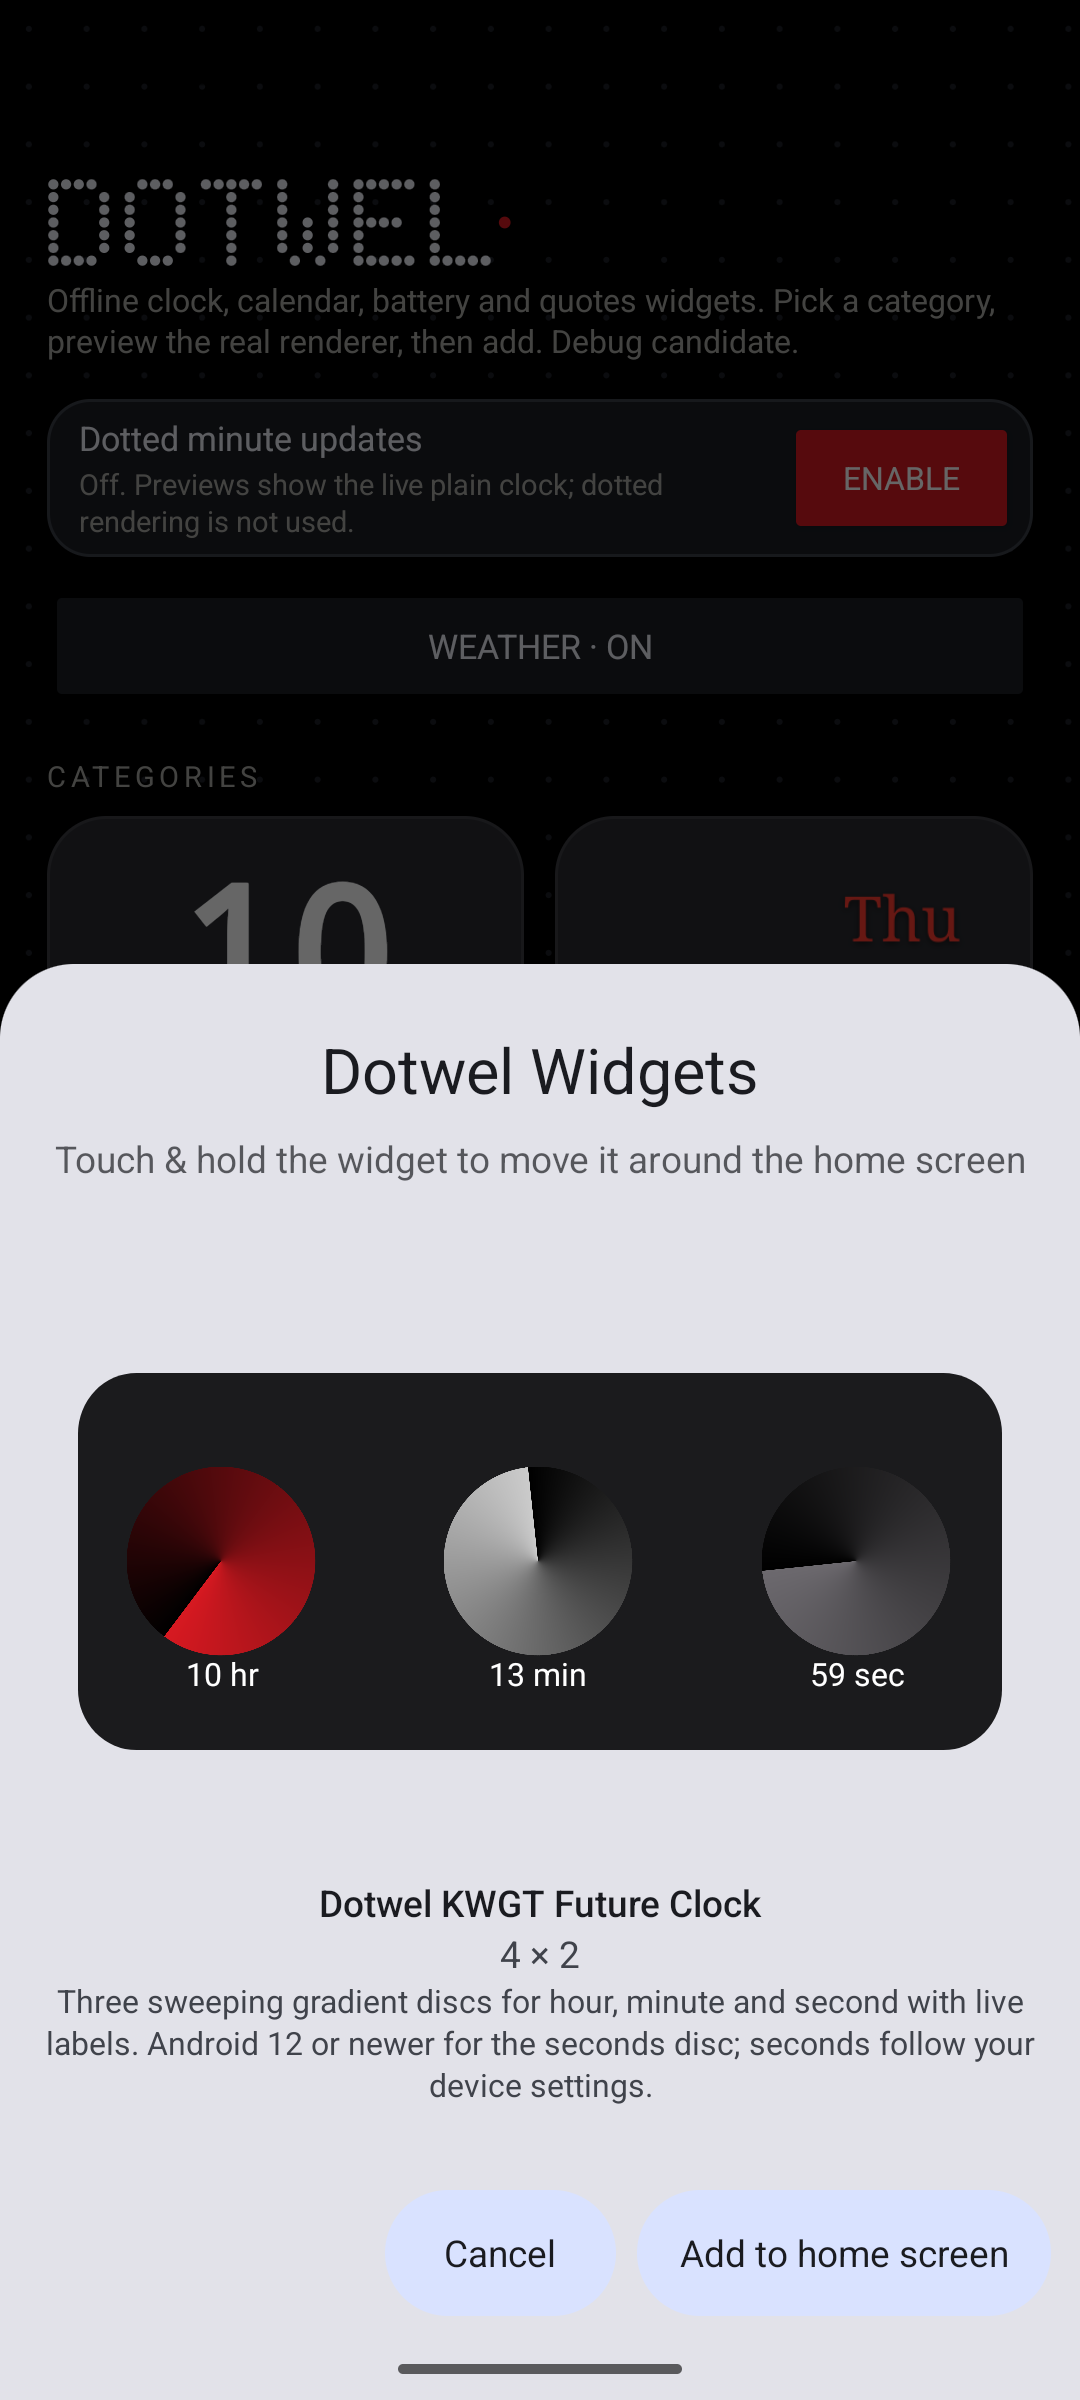 DOTWEL
Offline clock, calendar, battery and quotes widgets. Pick a category,
preview the real renderer, then add. Debug candidate.
Dotted minute updates
Off. Previews show the live plain clock; dotted
rendering is not used.
ENABLE
WEATHER · ON
CATEGORIES
10
Thu
Dotwel Widgets
Touch & hold the widget to move it around the home screen
10 hr
13 min
59 sec
Dotwel KWGT Future Clock
4 × 2
Three sweeping gradient discs for hour, minute and second with live
labels. Android 12 or newer for the seconds disc; seconds follow your
device settings.
Cancel
Add to home screen